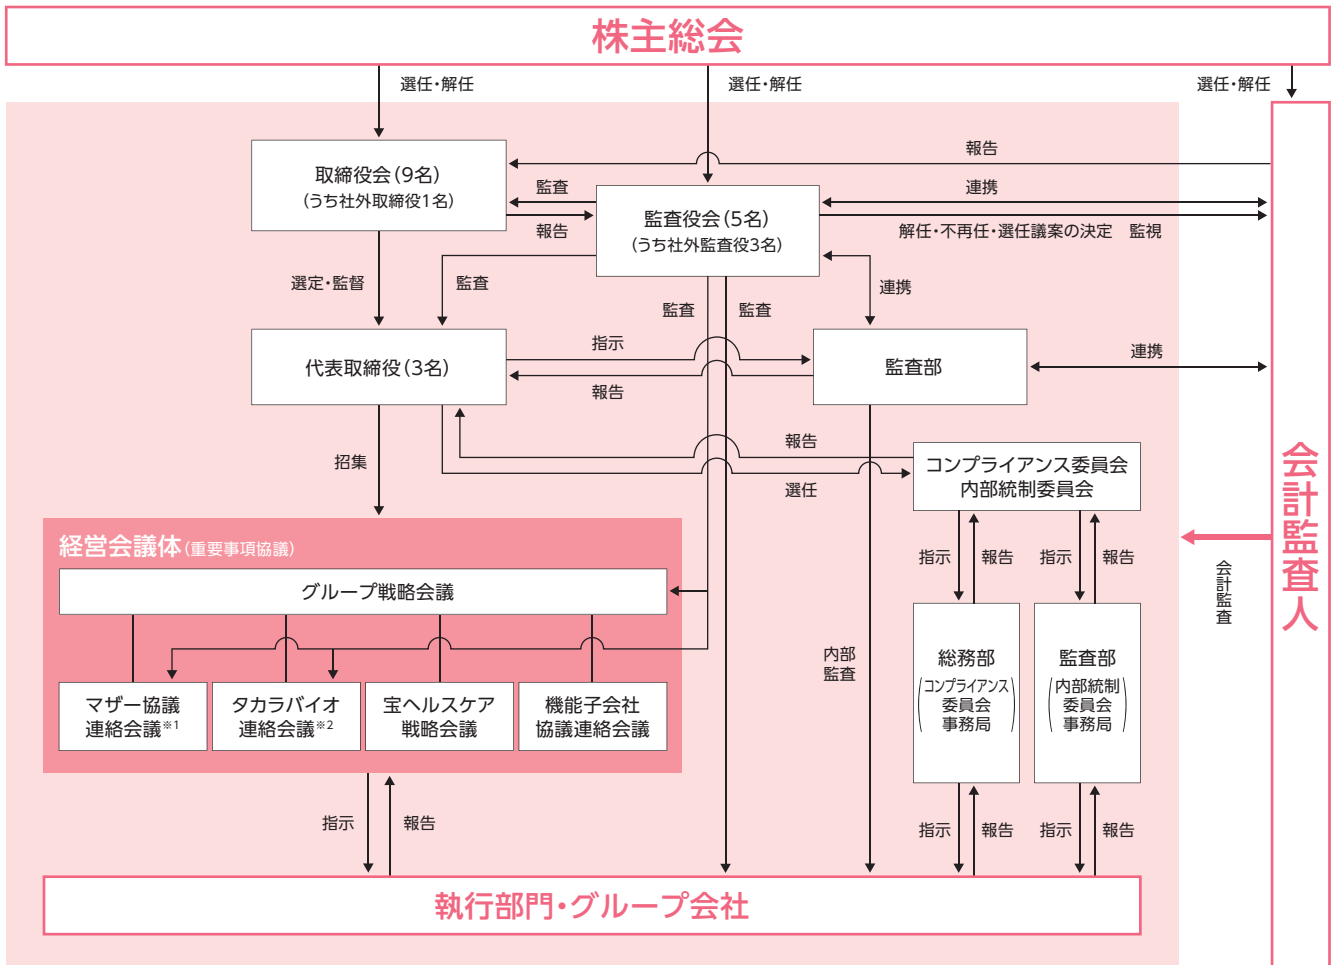 株主総会
選任・解任
選任・解任
選任・解任
取締役会(9名)
(うち社外取締役1名)
報告
監査
報告
監査役会(5名)
(うち社外監査役3名)
連携
解任・不再任・選任議案の決定　監視
選定・監督
監査
監査
監査
連携
代表取締役(3名)
指示
報告
監査部
連携
招集
報告
選任
コンプライアンス委員会
内部統制委員会
会計監査人
会計監査
経営会議体(重要事項協議)
グループ戦略会議
マザー協議
連絡会議※1
タカラバイオ
連絡会議※2
宝ヘルスケア
戦略会議
機能子会社
協議連絡会議
内部
監査
指示
報告
指示
報告
総務部
(コンプライアンス
委員会
事務局)
監査部
(内部統制
委員会
事務局)
指示
報告
指示
報告
指示
報告
執行部門・グループ会社